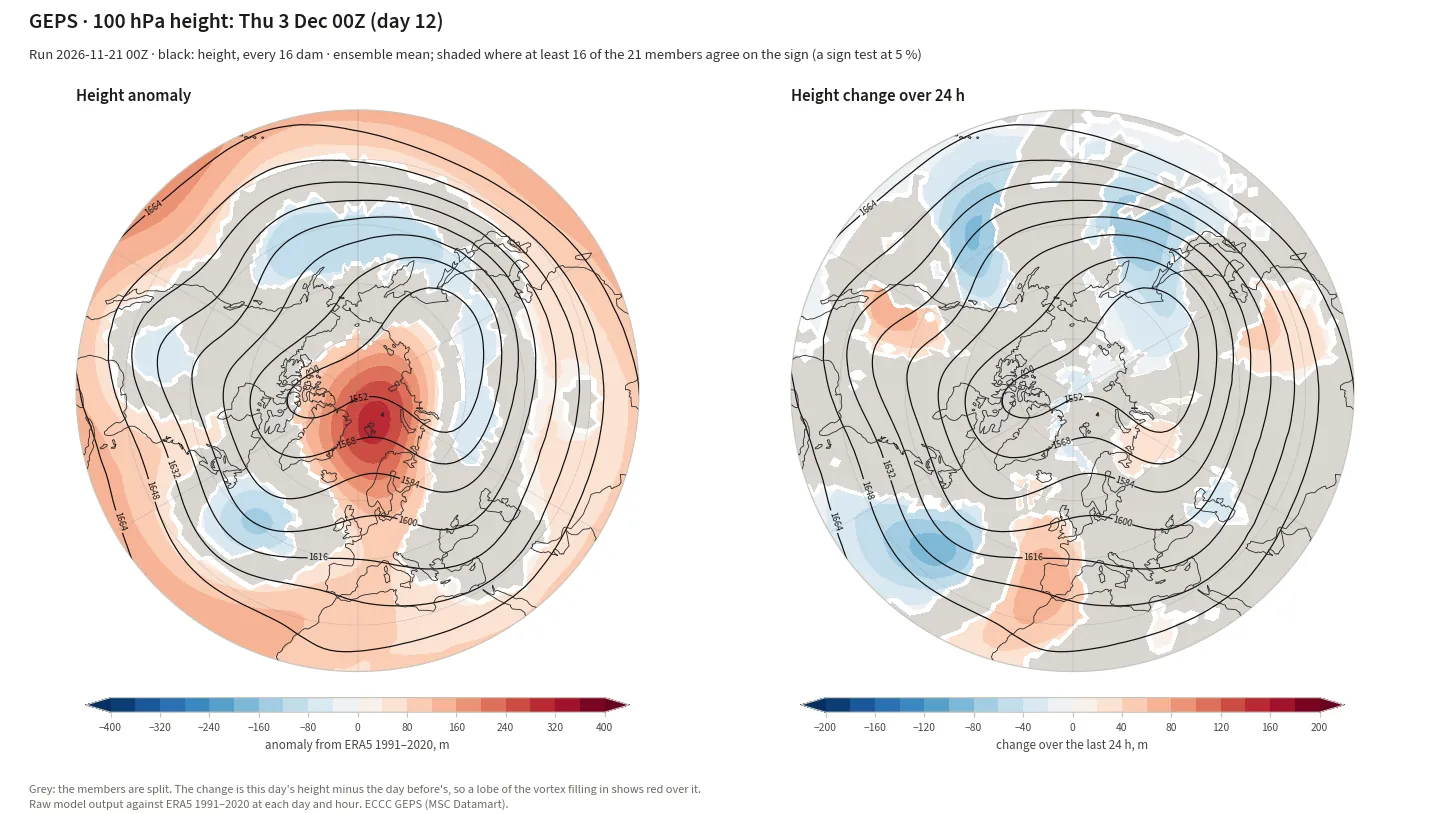 GEPS · 100 hPa height: Thu 3 Dec 00Z (day 12)
Run 2026-11-21 00Z · black: height, every 16 dam · ensemble mean; shaded where at least 16 of the 21 members agree on the sign (a sign test at 5 %)
Height anomaly
Height change over 24 h
1664
1552
1568
1584
1632
1648
1664
1600
1616
1664
1552
1568
1584
1632
1648
1664
1600
1616
−400 −320 −240 −160 −80 0 80 160 240 320 400
anomaly from ERA5 1991–2020, m
−200 −160 −120 −80 −40 0 40 80 120 160 200
change over the last 24 h, m
Grey: the members are split. The change is this day's height minus the day before's, so a lobe of the vortex filling in shows red over it.
Raw model output against ERA5 1991–2020 at each day and hour. ECCC GEPS (MSC Datamart).